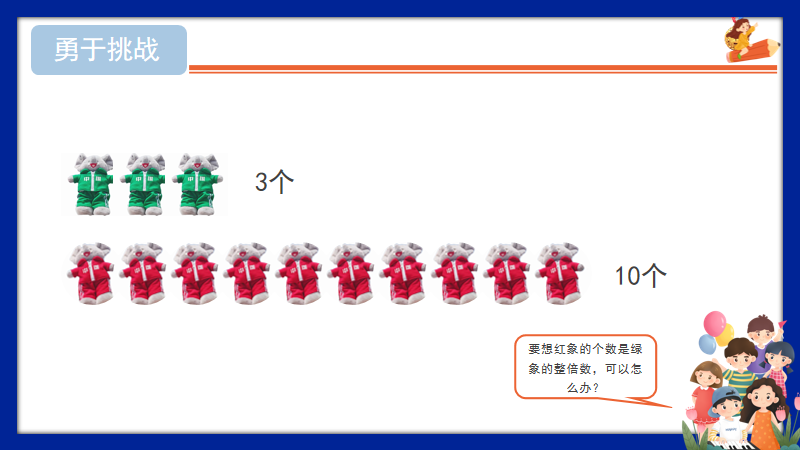 勇于挑战
3个
10个
要想红象的个数是绿
象的整倍数，可以怎
么办？